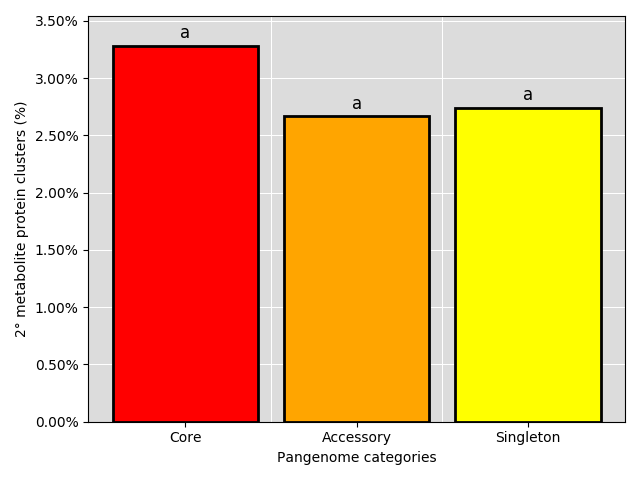 3.50%
3.00%
2.50%
2.00%
1.50%
1.00%
0.50%
0.00%
2° metabolite protein clusters (%)
a
a
a
Core
Accessory
Singleton
Pangenome categories